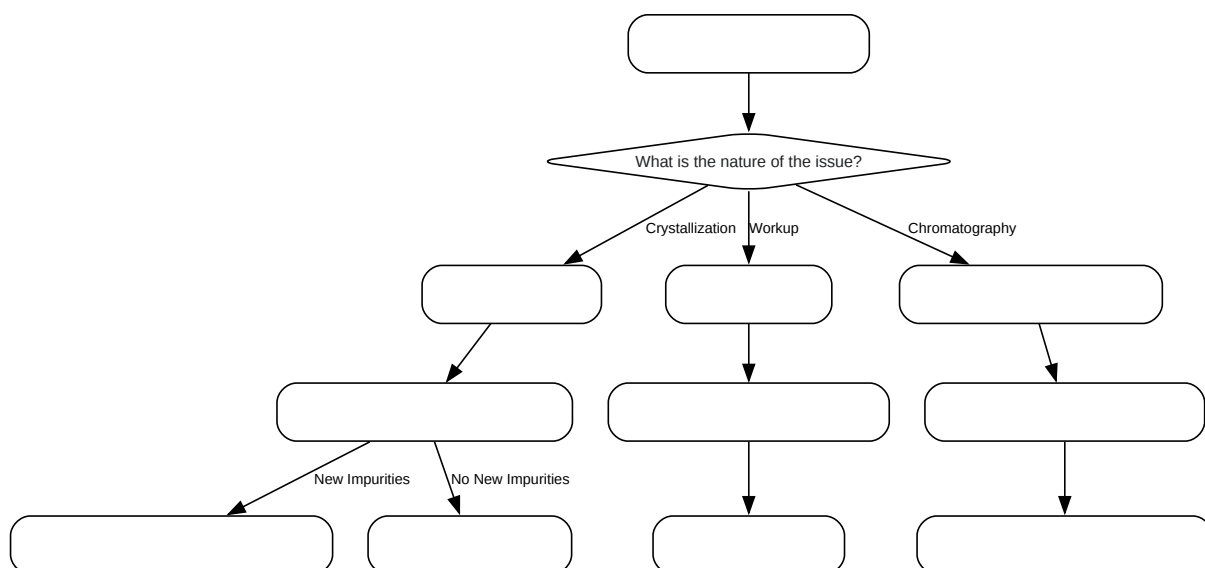 What is the nature of the issue?
Crystallization
Workup
Chromatography
New Impurities
No New Impurities